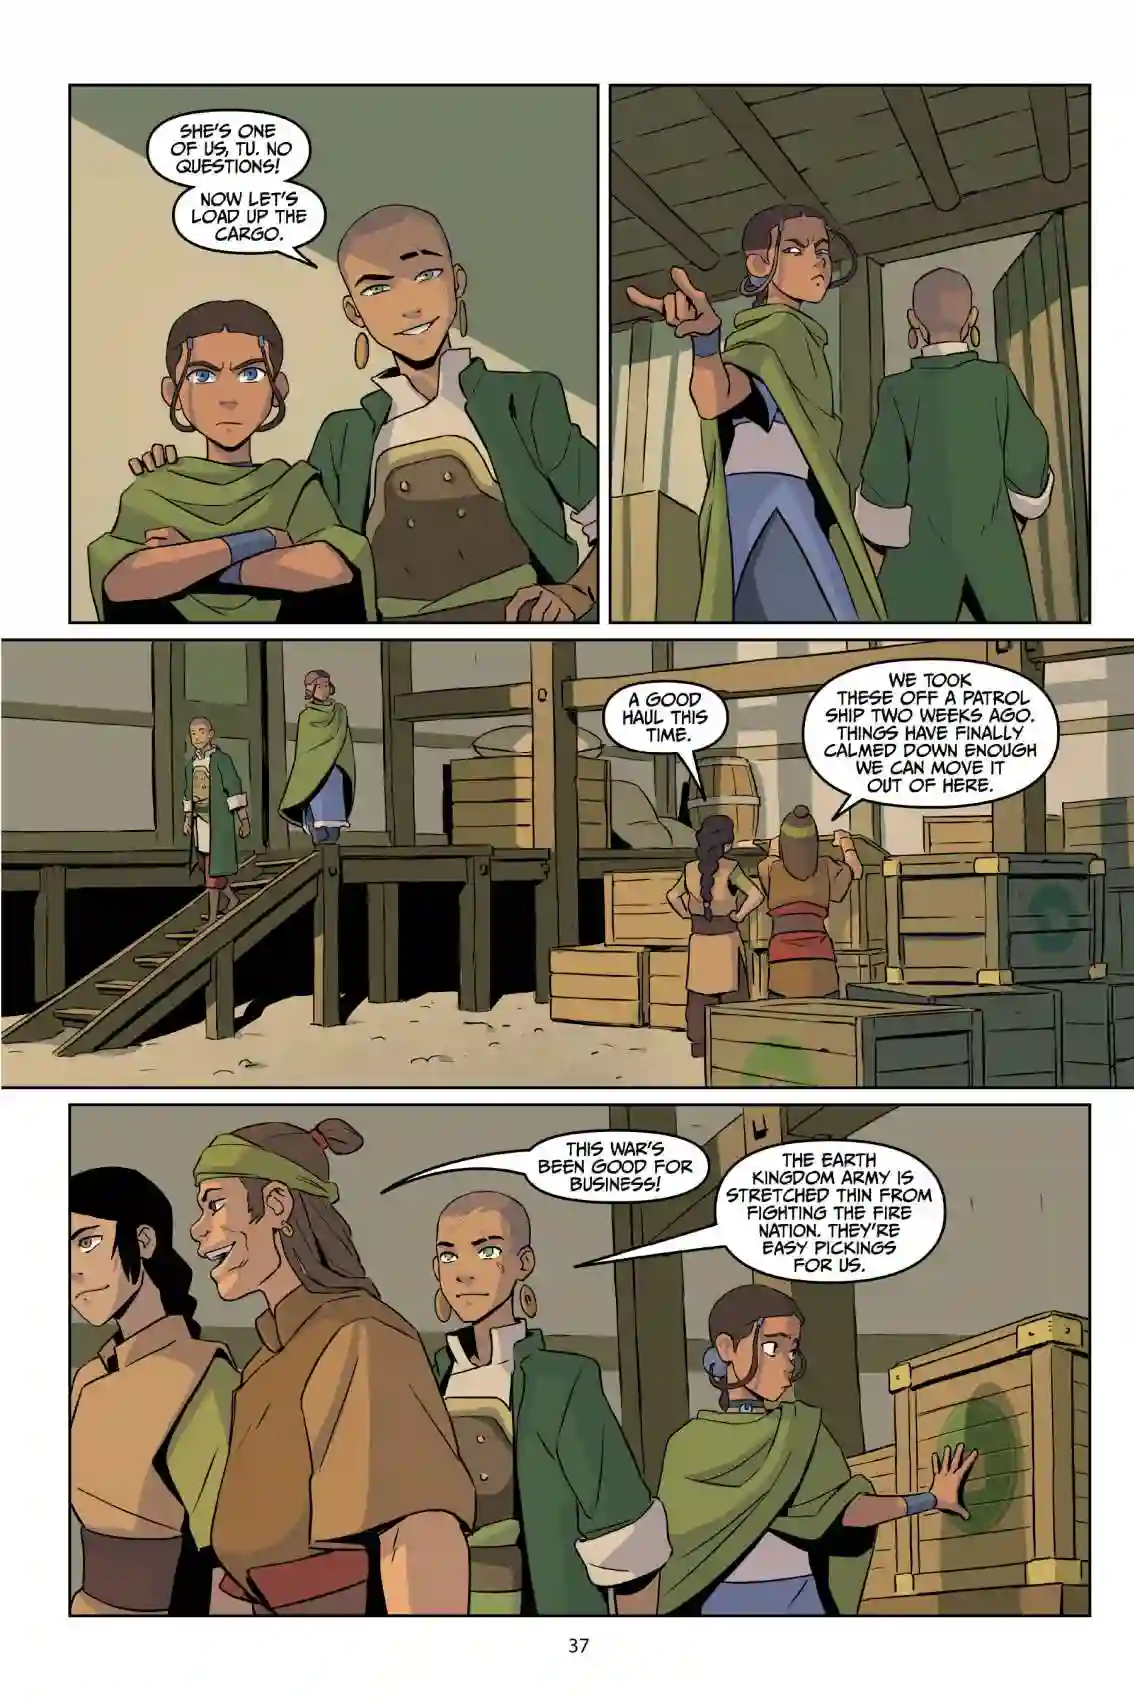 SHE'S ONE
OF US, TU. NO
QUESTIONS!
NOW LET'S
LOAD UP THE
CARGO.
A GOOD
HAUL THIS
TIME.
WE TOOK
THESE OFF A PATROL
SHIP TWO WEEKS AGO.
THINGS HAVE FINALLY
CALMED DOWN ENOUGH
WE CAN MOVE IT
OUT OF HERE.
THIS WAR'S
BEEN GOOD FOR
BUSINESS!
THE EARTH
KINGDOM ARMY IS
STRETCHED THIN FROM
FIGHTING THE FIRE
NATION. THEY'RE
EASY PICKINGS
FOR US.
37